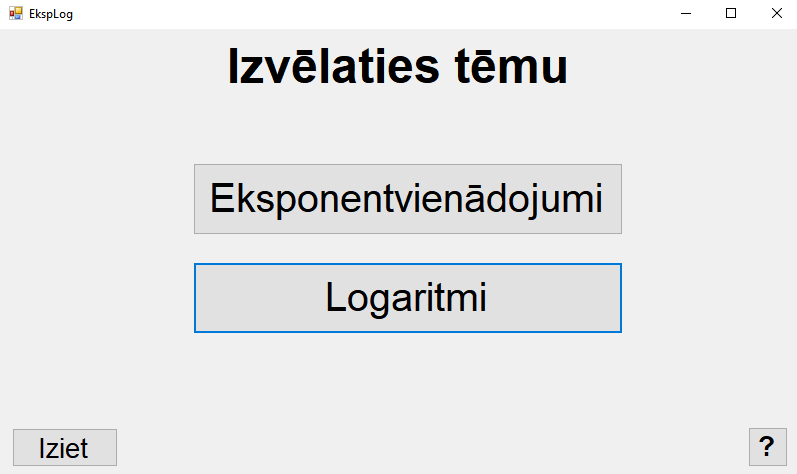 EkspLog
Izvēlaties tēmu
Eksponentvienādojumi
Logaritmi
Iziet
?